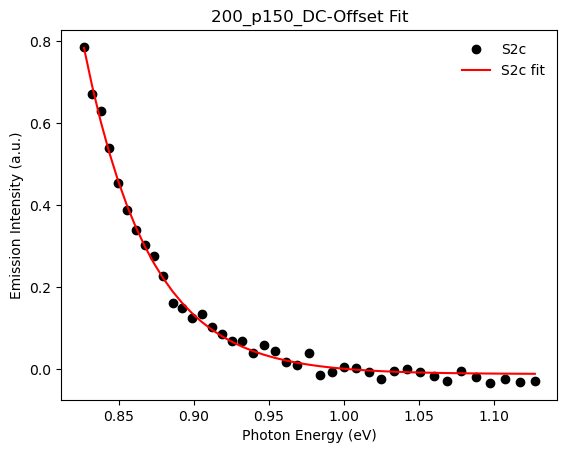 200_p150_DC-Offset Fit
S2c
S2c fit
Emission Intensity (a.u.)
0.8
0.6
0.4
0.2
0.0
0.85 0.90 0.95 1.00 1.05 1.10
Photon Energy (eV)